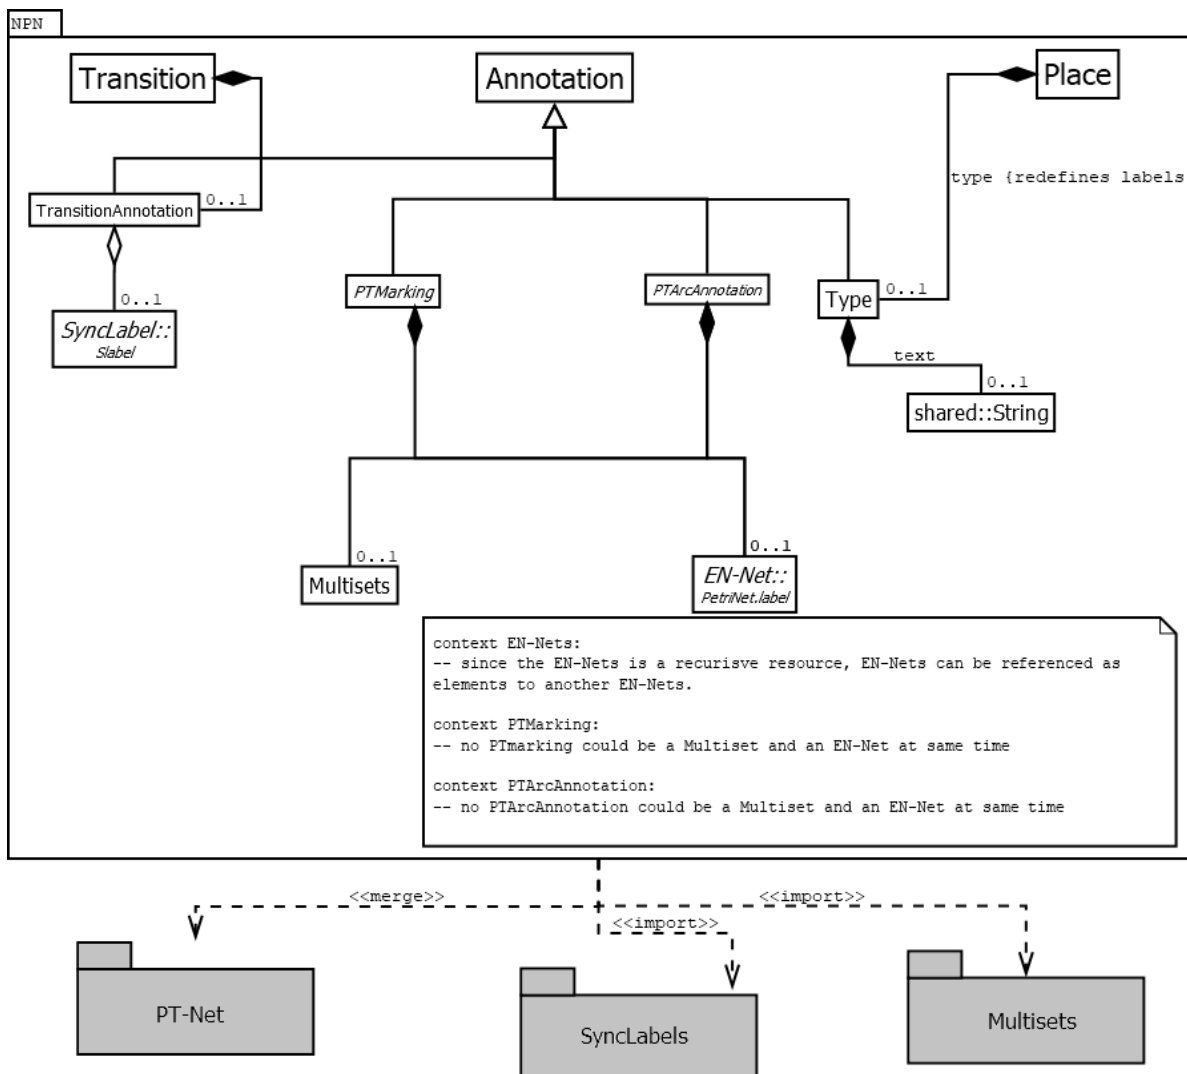 NPN
Transition
Annotation
Place
type {redefines labels
0..1
TransitionAnnotation
PTMarking
PTArcAnnotation
Type
0..1
0..1
SyncLabel::
Slabel
text
0..1
shared::String
0..1
0..1
Multisets
EN-Net::
PetriNet.label
context EN-Nets:
-- since the EN-Nets is a recurisve resource, EN-Nets can be referenced as
elements to another EN-Nets.
context PTMarking:
-- no PTmarking could be a Multiset and an EN-Net at same time
context PTArcAnnotation:
-- no PTArcAnnotation could be a Multiset and an EN-Net at same time
<<merge>>
<<import>>
<<import>>
PT-Net
SyncLabels
Multisets